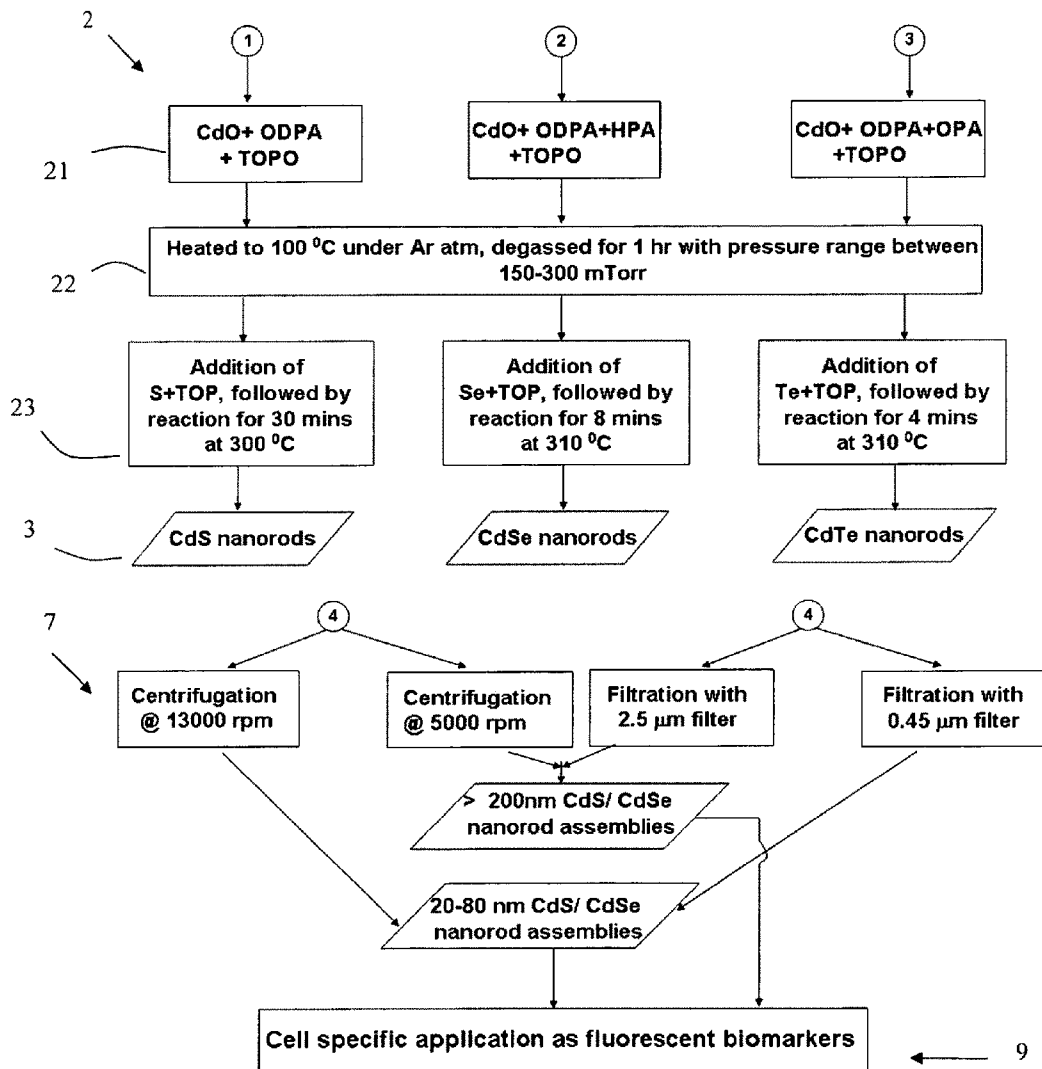 2
1
2
3
CdO+ ODPA
+ TOPO
CdO+ ODPA+HPA
+TOPO
CdO+ ODPA+OPA
+TOPO
21
Heated to 100 ⁰C under Ar atm, degassed for 1 hr with pressure range between
150-300 mTorr
22
Addition of
S+TOP, followed by
reaction for 30 mins
at 300 ⁰C
Addition of
Se+TOP, followed by
reaction for 8 mins
at 310 ⁰C
Addition of
Te+TOP, followed by
reaction for 4 mins
at 310 ⁰C
23
CdS nanorods
CdSe nanorods
CdTe nanorods
3
7
4
4
Centrifugation
@ 13000 rpm
Centrifugation
@ 5000 rpm
Filtration with
2.5 μm filter
Filtration with
0.45 μm filter
> 200nm CdS/ CdSe
nanorod assemblies
20-80 nm CdS/ CdSe
nanorod assemblies
Cell specific application as fluorescent biomarkers
9